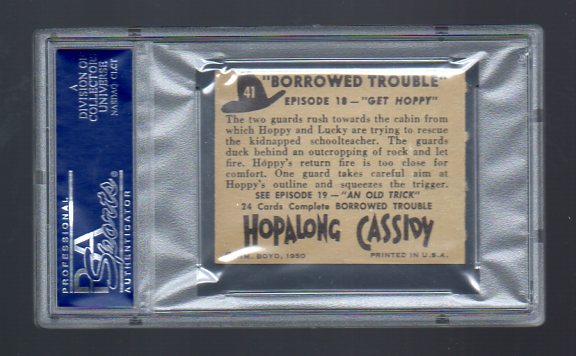 A
DIVISION OF
COLLECTORS
UNIVERSE
NASDAQ: CLCT
PROFESSIONAL
PSA
Sports
AUTHENTICATOR
41
"BORROWED TROUBLE"
EPISODE 18 — "GET HOPPY"
The two guards rush towards the cabin from
which Hoppy and Lucky are trying to rescue
the kidnapped schoolteacher. The guards
duck behind an outcropping of rock and let
fire. Hoppy's return fire is too close for
comfort. One guard takes careful aim at
Hoppy's outline and squeezes the trigger.
SEE EPISODE 19 — "AN OLD TRICK"
24 Cards Complete BORROWED TROUBLE
HOPALONG CASSIDY
WM. BOYD, 1950 PRINTED IN U.S.A.